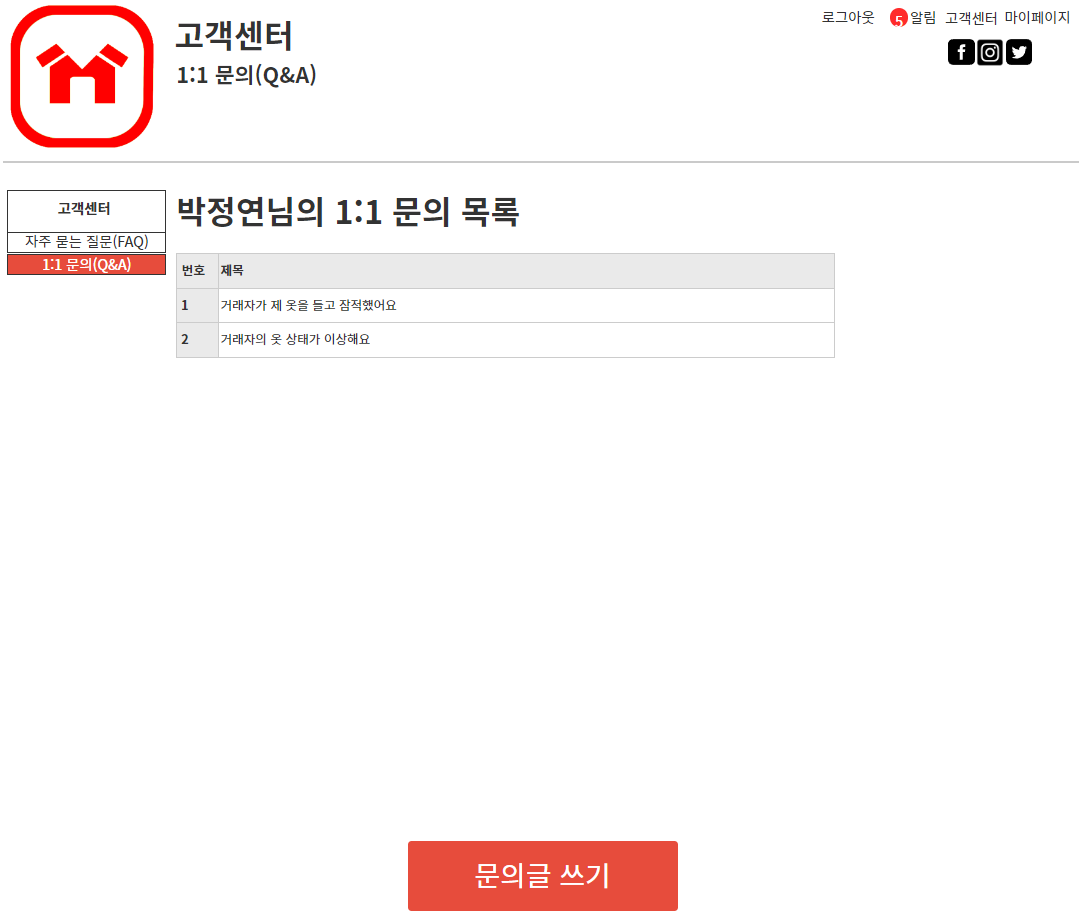 고객센터
1:1 문의(Q&A)
로그아웃 5 알림 고객센터 마이페이지
고객센터
자주 묻는 질문(FAQ)
1:1 문의(Q&A)
박정연님의 1:1 문의 목록
번호 제목
1 거래자가 제 옷을 들고 잠적했어요
2 거래자의 옷 상태가 이상해요
문의글 쓰기